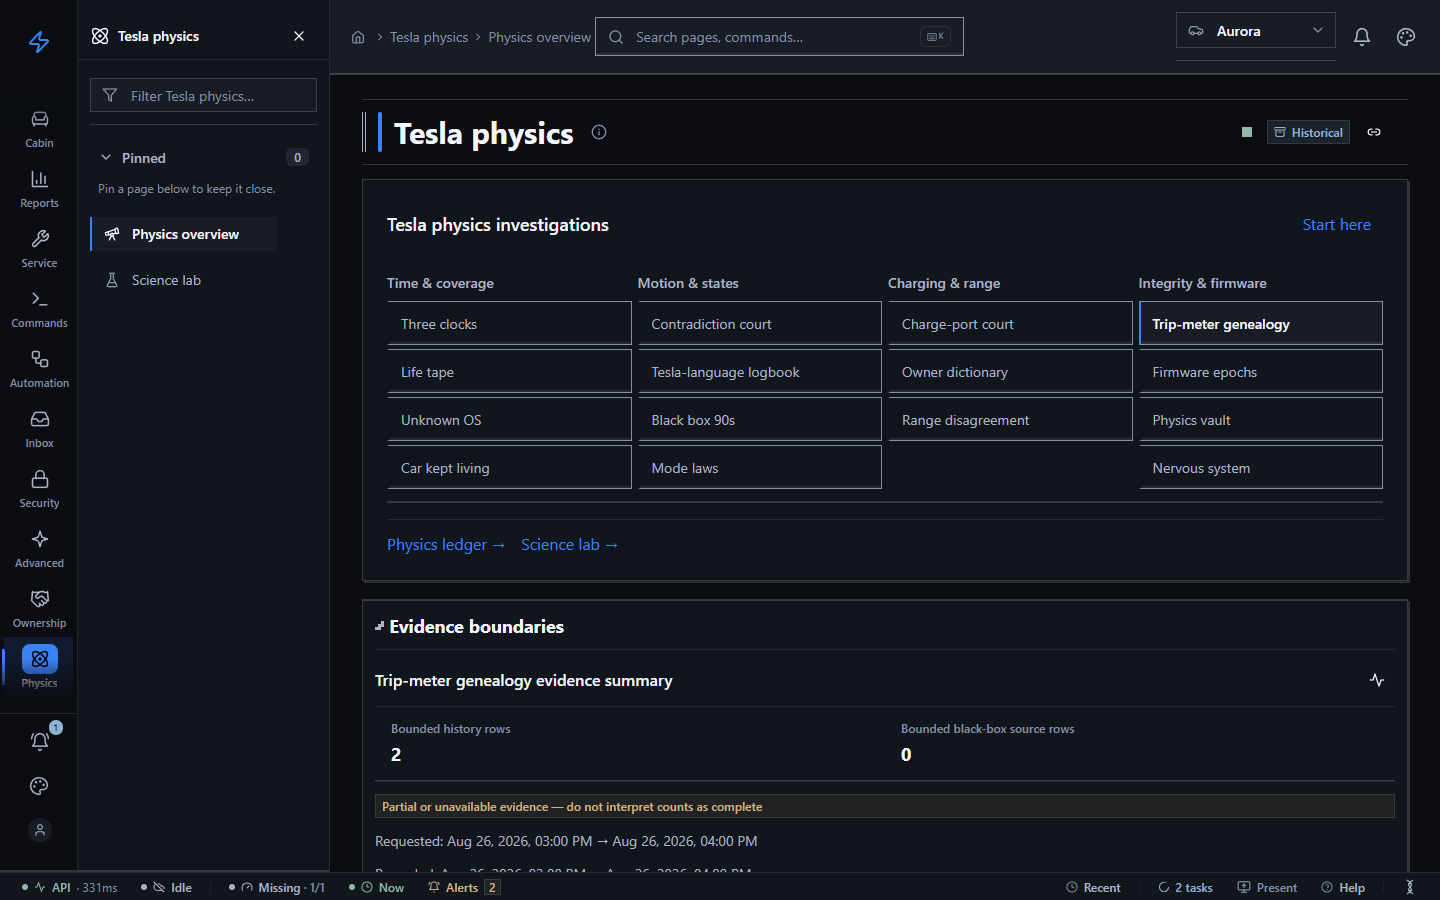 Tesla physics
Tesla physics
Physics overview
Search pages, commands...
K
Aurora
Cabin
Reports
Service
Commands
Automation
Inbox
Security
Advanced
Ownership
Physics
1
Filter Tesla physics...
Pinned
0
Pin a page below to keep it close.
Physics overview
Science lab
Tesla physics
Historical
Tesla physics investigations
Start here
Time & coverage
Three clocks
Life tape
Unknown OS
Car kept living
Motion & states
Contradiction court
Tesla-language logbook
Black box 90s
Mode laws
Charging & range
Charge-port court
Owner dictionary
Range disagreement
Integrity & firmware
Trip-meter genealogy
Firmware epochs
Physics vault
Nervous system
Physics ledger →
Science lab →
Evidence boundaries
Trip-meter genealogy evidence summary
Bounded history rows
2
Bounded black-box source rows
0
Partial or unavailable evidence — do not interpret counts as complete
Requested: Aug 26, 2026, 03:00 PM → Aug 26, 2026, 04:00 PM
API · 331ms
Idle
Missing · 1/1
Now
Alerts 2
Recent
2 tasks
Present
Help